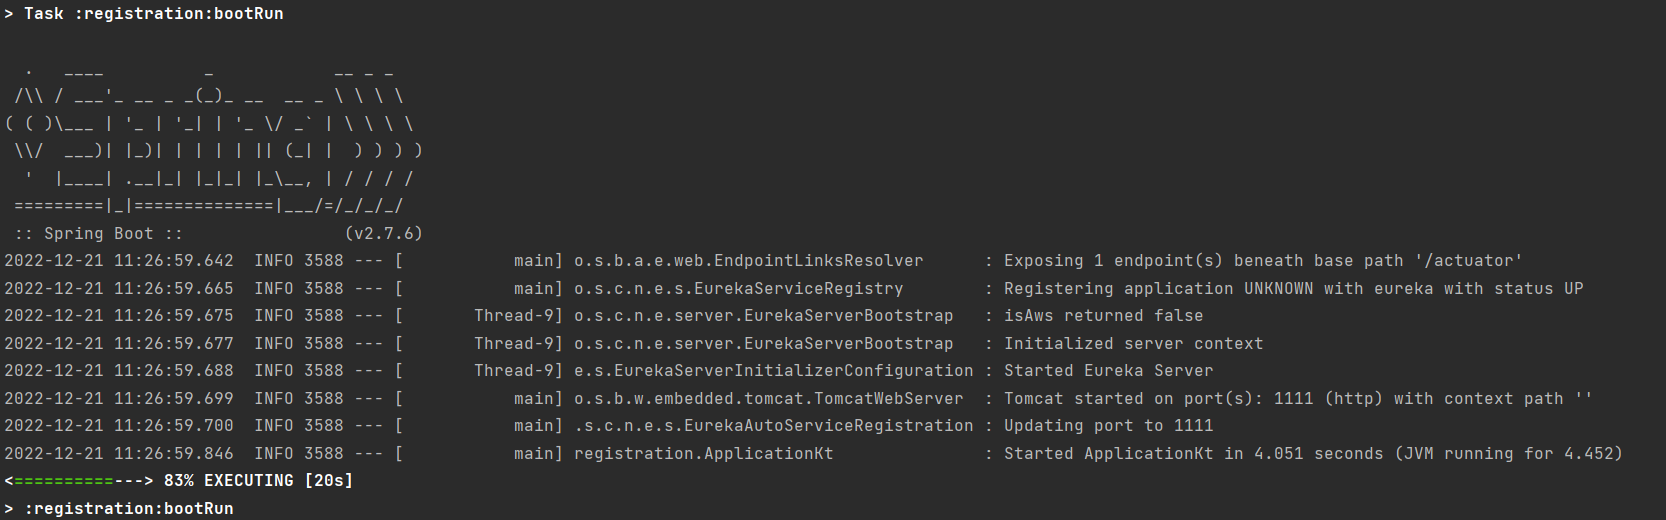 > Task :registration:bootRun
  .   ____          _            __ _ _
 /\\ / ___'_ __ _ _(_)_ __  __ _ \ \ \ \
( ( )\___ | '_ | '_| | '_ \/ _` | \ \ \ \
 \\/  ___)| |_)| | | | | || (_| |  ) ) ) )
  '  |____| .__|_| |_|_| |_\__, | / / / /
 =========|_|==============|___/=/_/_/_/
 :: Spring Boot ::                (v2.7.6)
2022-12-21 11:26:59.642  INFO 3588 --- [           main] o.s.b.a.e.web.EndpointLinksResolver      : Exposing 1 endpoint(s) beneath base path '/actuator'
2022-12-21 11:26:59.665  INFO 3588 --- [           main] o.s.c.n.e.s.EurekaServiceRegistry        : Registering application UNKNOWN with eureka with status UP
2022-12-21 11:26:59.675  INFO 3588 --- [       Thread-9] o.s.c.n.e.server.EurekaServerBootstrap   : isAws returned false
2022-12-21 11:26:59.677  INFO 3588 --- [       Thread-9] o.s.c.n.e.server.EurekaServerBootstrap   : Initialized server context
2022-12-21 11:26:59.688  INFO 3588 --- [       Thread-9] e.s.EurekaServerInitializerConfiguration : Started Eureka Server
2022-12-21 11:26:59.699  INFO 3588 --- [           main] o.s.b.w.embedded.tomcat.TomcatWebServer  : Tomcat started on port(s): 1111 (http) with context path ''
2022-12-21 11:26:59.700  INFO 3588 --- [           main] .s.c.n.e.s.EurekaAutoServiceRegistration : Updating port to 1111
2022-12-21 11:26:59.846  INFO 3588 --- [           main] registration.ApplicationKt               : Started ApplicationKt in 4.051 seconds (JVM running for 4.452)
<==========---> 83% EXECUTING [20s]
> :registration:bootRun